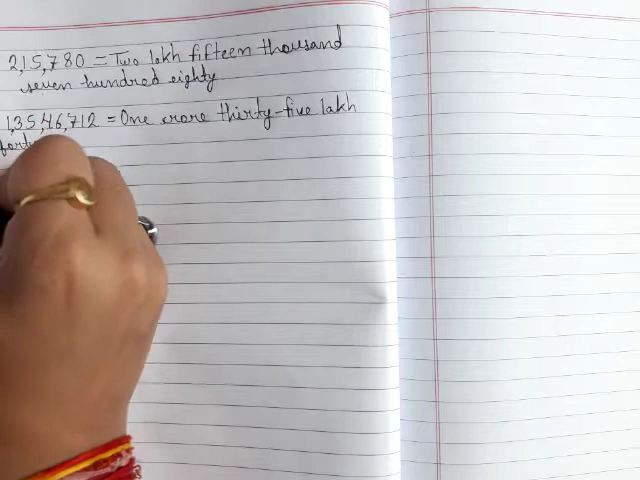 2,15,780 = Two lakh fifteen thousand
seven hundred eighty
1,35,46,712 = One crore thirty-five lakh
forty